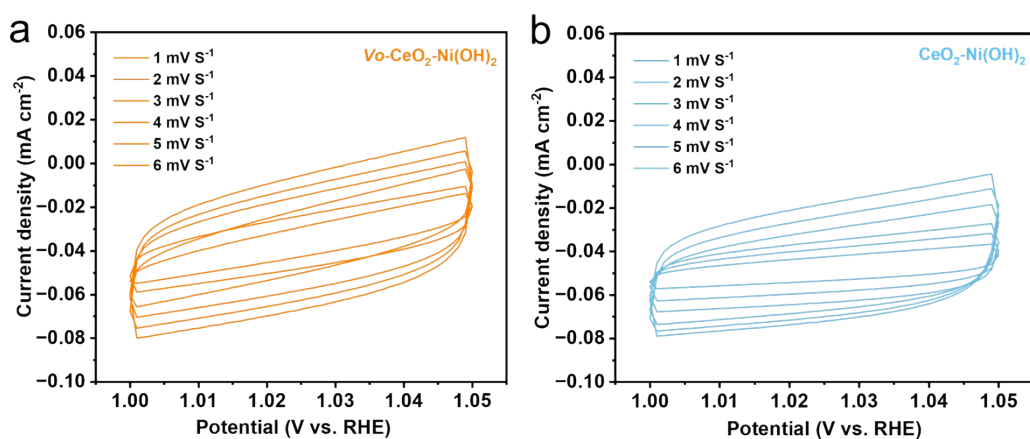 a
Vo-CeO₂-Ni(OH)₂
1 mV S⁻¹
2 mV S⁻¹
3 mV S⁻¹
4 mV S⁻¹
5 mV S⁻¹
6 mV S⁻¹
Current density (mA cm⁻²)
0.06
0.04
0.02
0.00
−0.02
−0.04
−0.06
−0.08
−0.10
1.00 1.01 1.02 1.03 1.04 1.05
Potential (V vs. RHE)
b
CeO₂-Ni(OH)₂
1 mV S⁻¹
2 mV S⁻¹
3 mV S⁻¹
4 mV S⁻¹
5 mV S⁻¹
6 mV S⁻¹
Current density (mA cm⁻²)
0.06
0.04
0.02
0.00
−0.02
−0.04
−0.06
−0.08
−0.10
1.00 1.01 1.02 1.03 1.04 1.05
Potential (V vs. RHE)